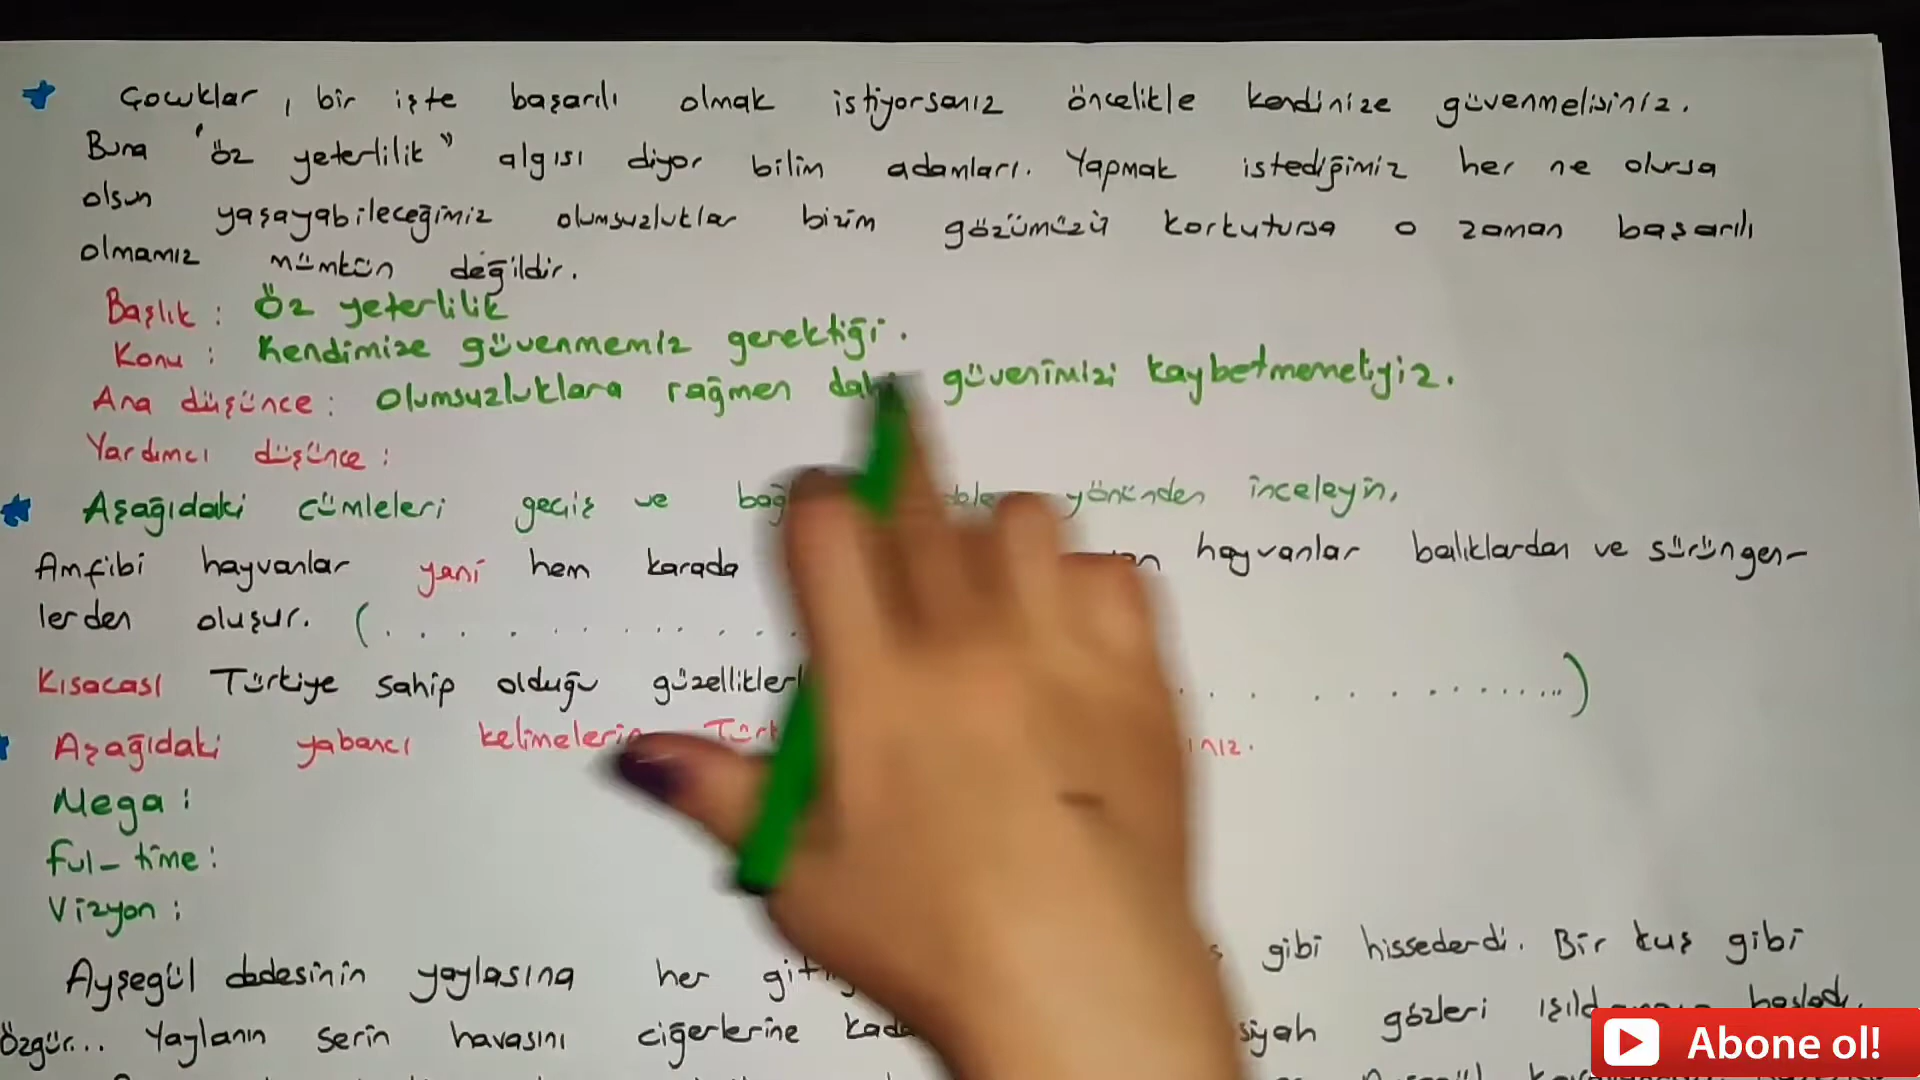 Çocuklar, bir işte başarılı olmak istiyorsanız öncelikle kendinize güvenmelisiniz.
Buna "öz yeterlilik" algısı diyor bilim adamları. Yapmak istediğimiz her ne olursa
olsun yaşayabileceğimiz olumsuzluklar bizim gözümüzü korkutursa o zaman başarılı
olmamız mümkün değildir.
Başlık: Öz yeterlilik
Konu: Kendimize güvenmemiz gerektiği.
Ana düşünce: Olumsuzluklara rağmen güvenimizi kaybetmemeliyiz.
Yardımcı düşünce:
Aşağıdaki cümleleri geçiş ve yönünden inceleyin.
Amfibi hayvanlar yani hem karada hayvanlar balıklardan ve sürüngen-
lerden oluşur. (............
Kısacası Türkiye sahip olduğu ............)
Aşağıdaki yabancı kelimelerin
Mega:
Ful-time:
Vizyon:
Ayşegül dedesinin yaylasına her gibi hissederdi. Bir kuş gibi
özgür... Yaylanın serin havasını ciğerlerine siyah gözleri
Abone ol!